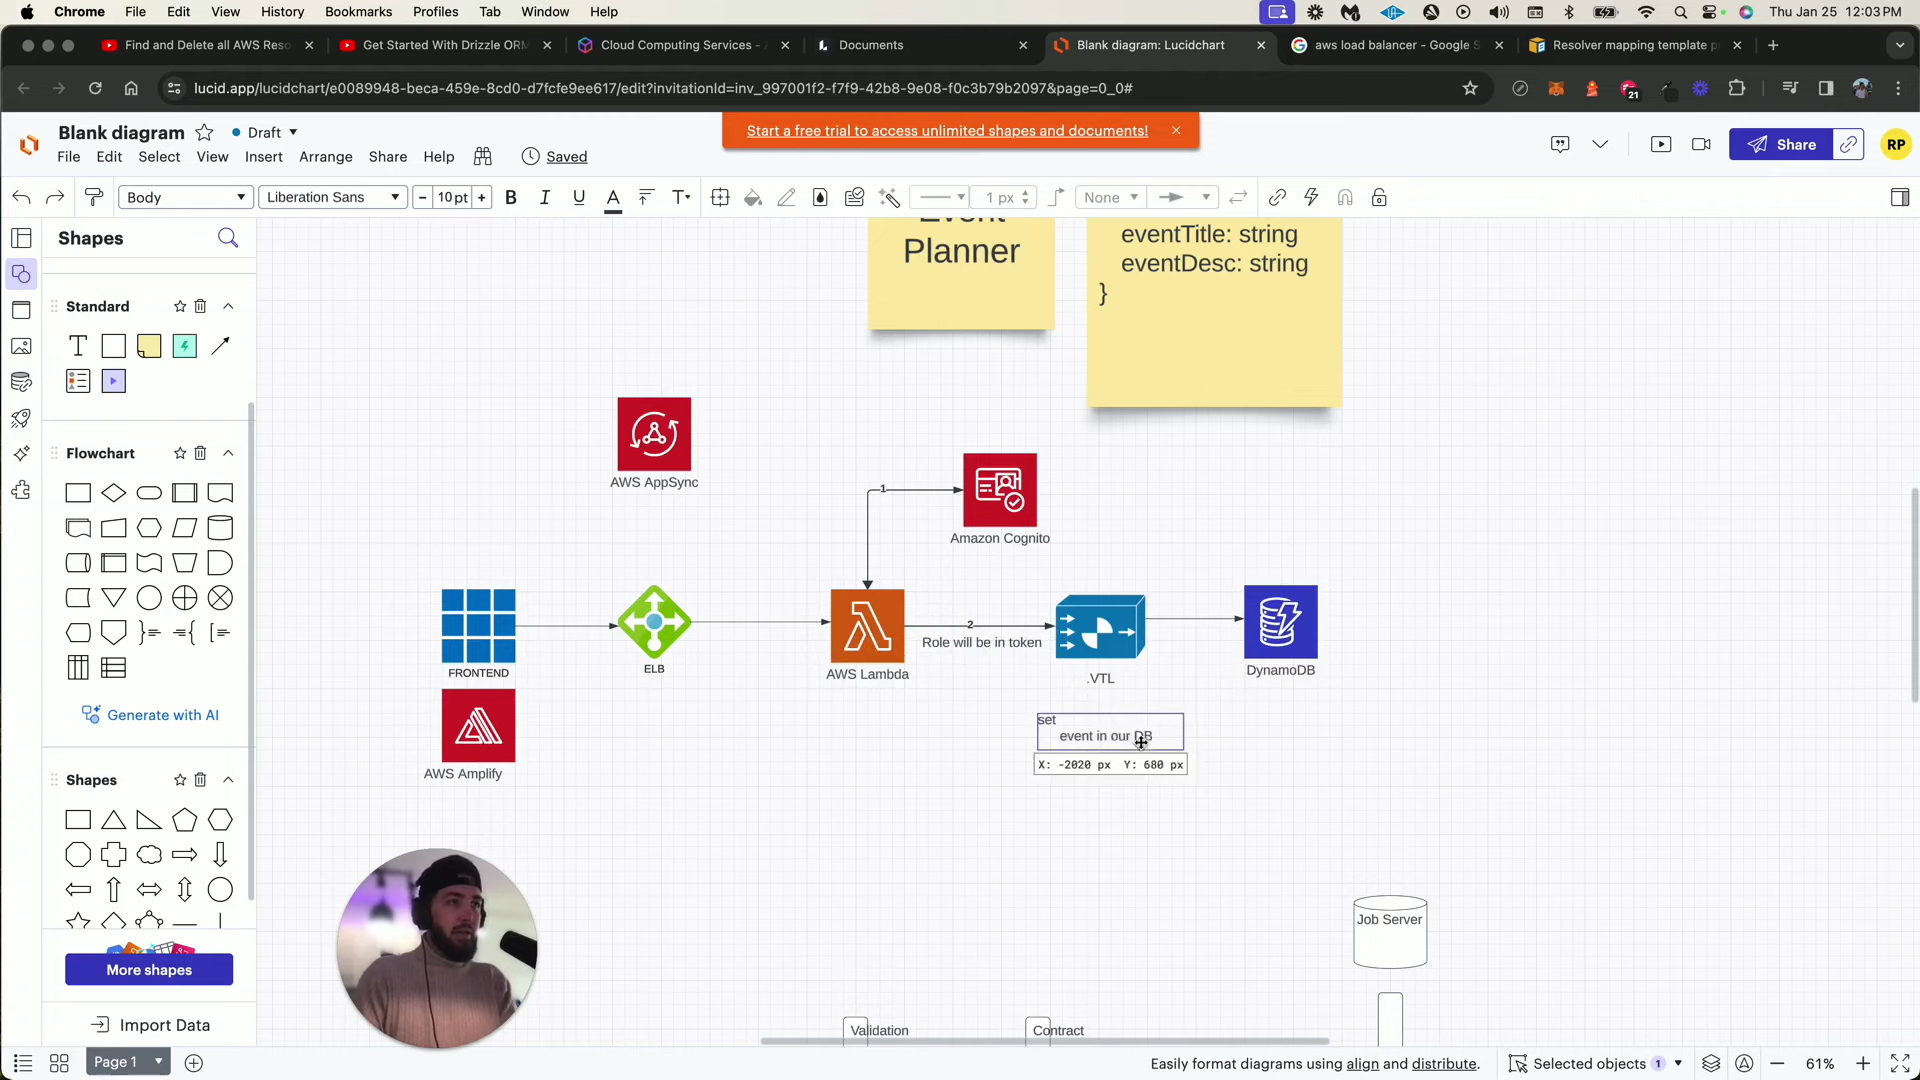 Chrome File Edit View History Bookmarks Profiles Tab Window Help Thu Jan 25 12:03 PM
Find and Delete all AWS Reso
Get Started With Drizzle ORM
Cloud Computing Services - A
Documents
Blank diagram: Lucidchart
aws load balancer - Google S
Resolver mapping template p
lucid.app/lucidchart/e0089948-beca-459e-8cd0-d7fcfe9ee617/edit?invitationId=inv_997001f2-f7f9-42b8-9e08-f0c3b79b2097&page=0_0#
21
Blank diagram
Draft
Start a free trial to access unlimited shapes and documents!
File Edit Select View Insert Arrange Share Help
Saved
Share
RP
Body
Liberation Sans
10 pt
B I U A T
1 px
None
Shapes
Standard
T
Flowchart
Generate with AI
Shapes
More shapes
Import Data
Event
Planner
eventTitle: string
eventDesc: string
}
AWS AppSync
1
Amazon Cognito
FRONTEND
ELB
AWS Lambda
2
Role will be in token
.VTL
DynamoDB
AWS Amplify
set
event in our DB
X: -2020 px Y: 680 px
Job Server
Validation
Contract
Page 1
Easily format diagrams using align and distribute.
Selected objects 1
61%